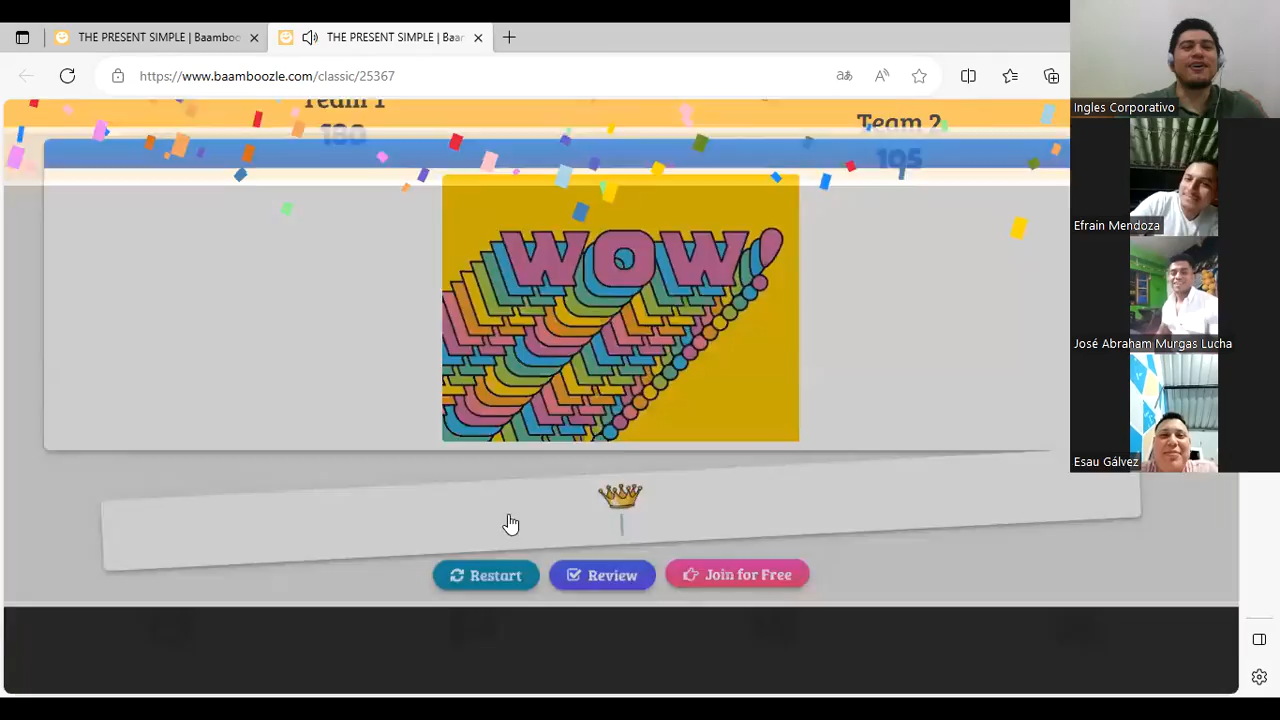 THE PRESENT SIMPLE | Baambo
THE PRESENT SIMPLE | Baar
https://www.baamboozle.com/classic/25367
Team 1
180
Team 2
105
WOW!
Restart
Review
Join for Free
Ingles Corporativo
Efrain Mendoza
José Abraham Murgas Lucha
Esau Gálvez